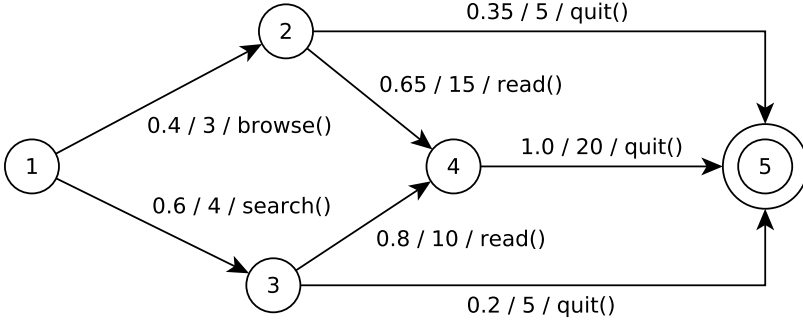 0.35 / 5 / quit()
2
0.65 / 15 / read()
0.4 / 3 / browse()
1.0 / 20 / quit()
1
4
5
0.6 / 4 / search()
0.8 / 10 / read()
3
0.2 / 5 / quit()